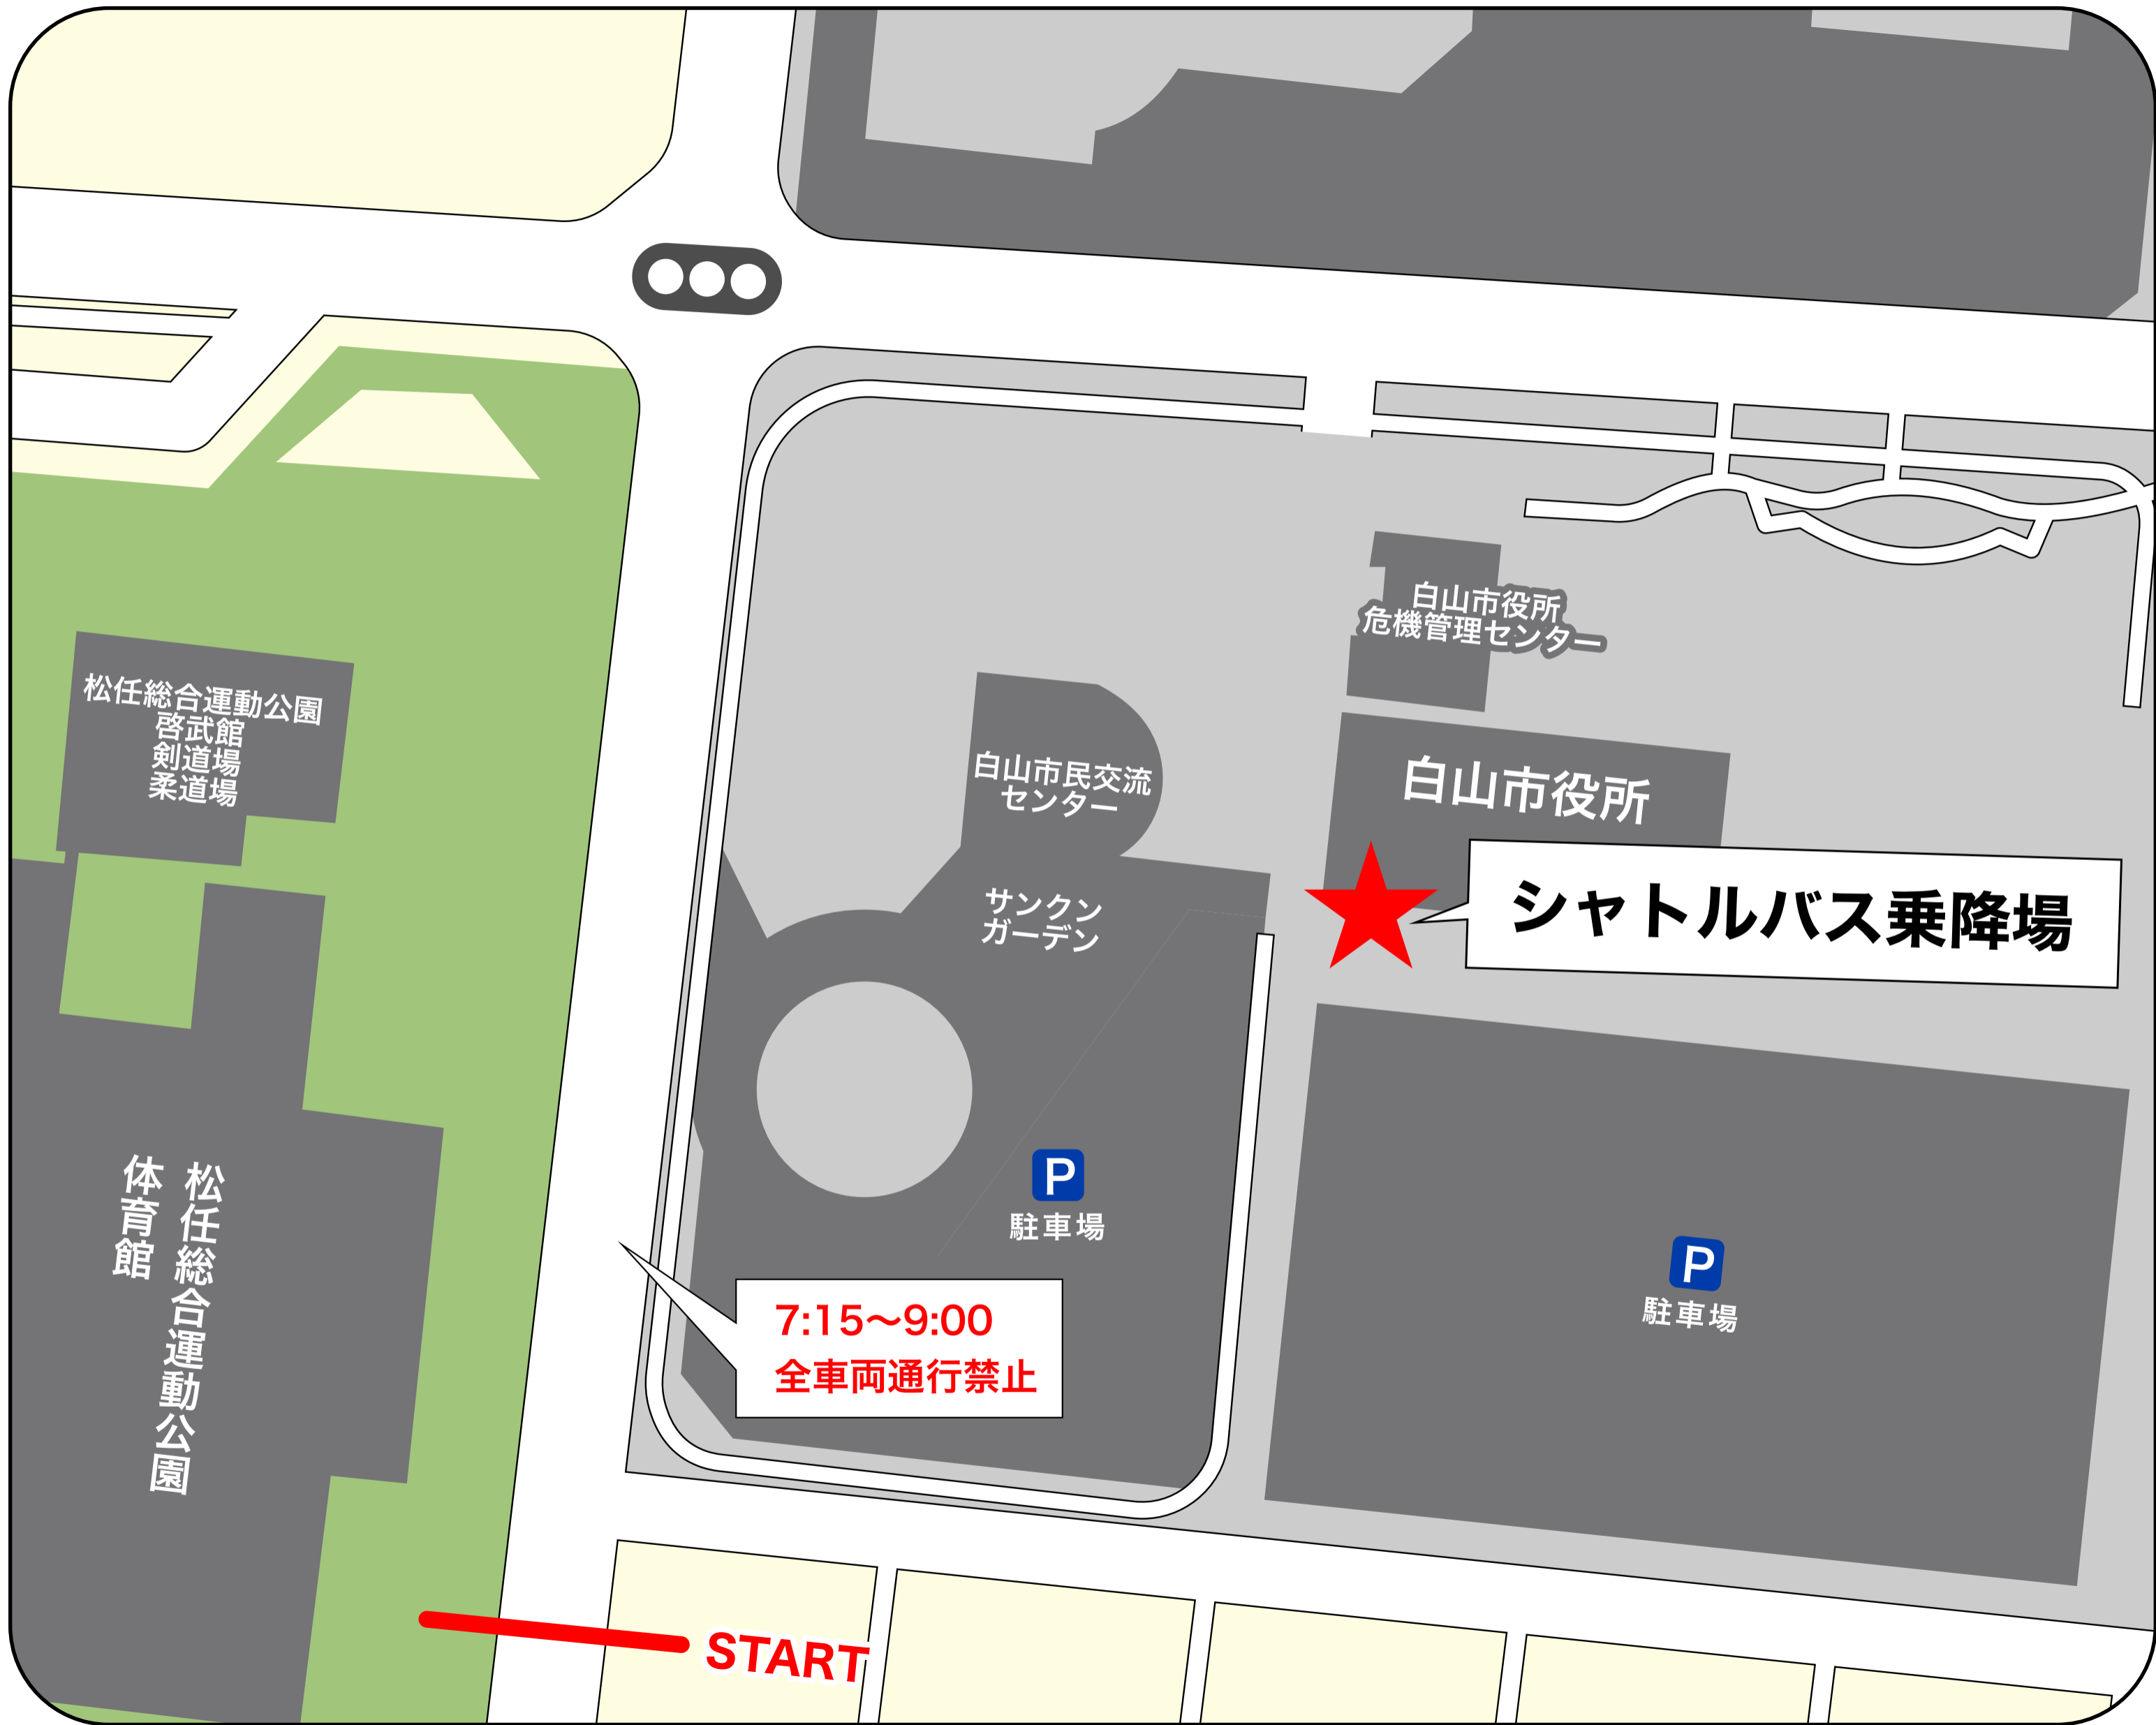 白山市役所
危機管理センター
松任総合運動公園
若宮武館
剣道場
柔道場
白山市民交流
センター
白山市役所
シャトルバス乗降場
サンクン
ガーデン
松任総合運動公園
体育館
P
駐車場
P
駐車場
7:15〜9:00
全車両通行禁止
START